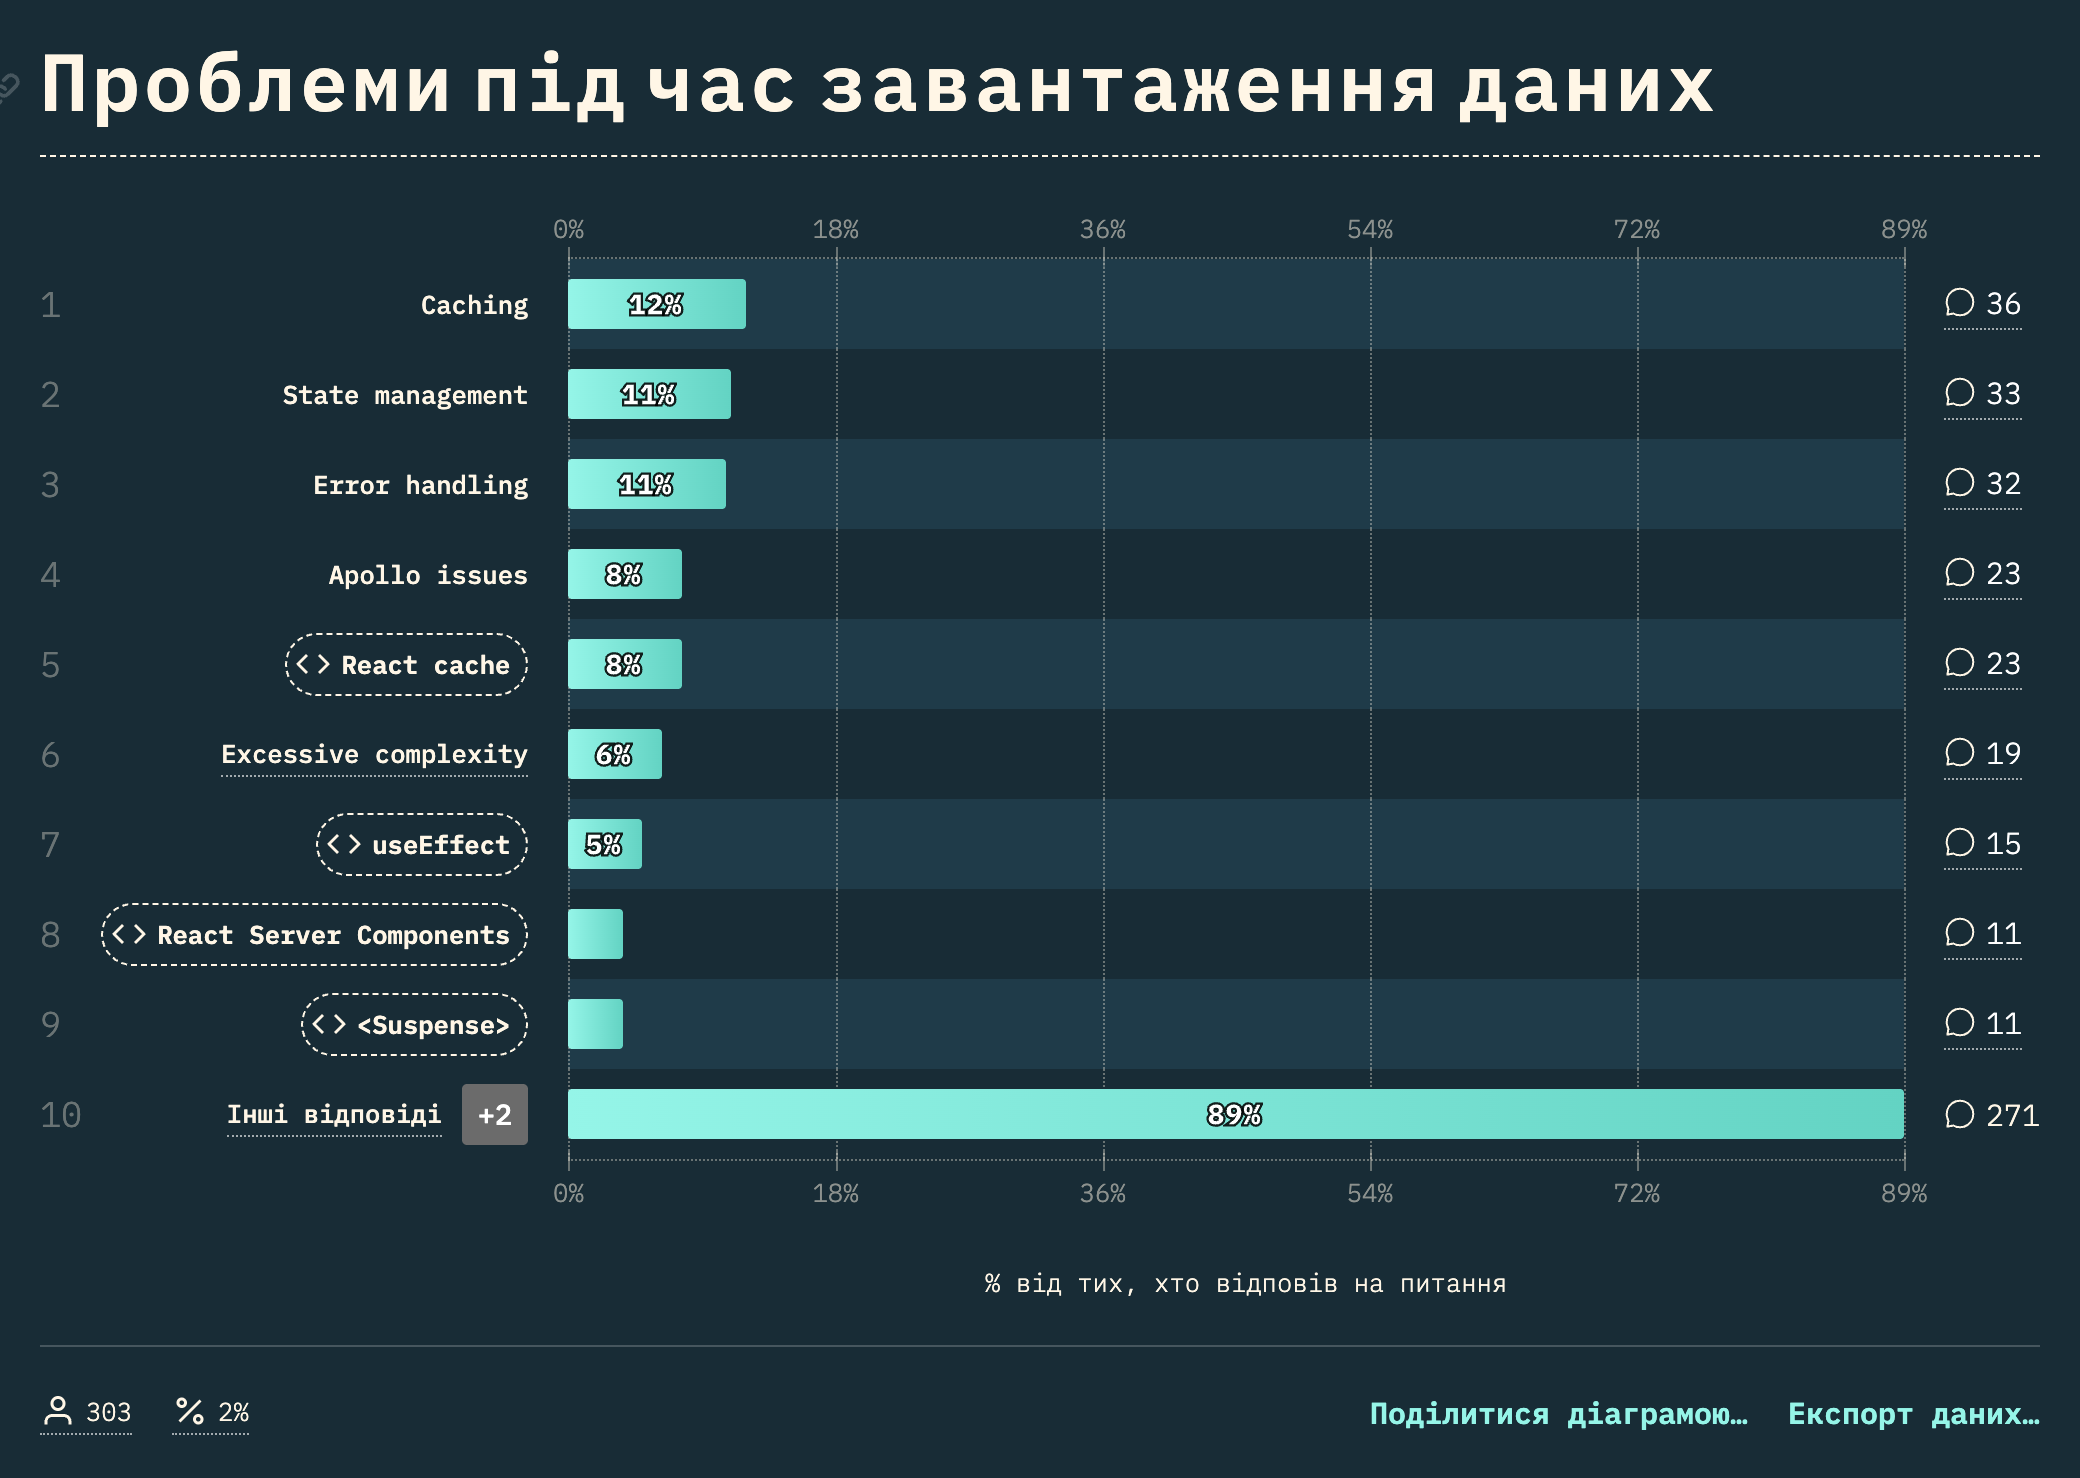 Проблеми під час завантаження даних
0% 18% 36% 54% 72% 89%
1 Caching 12% 36
2 State management 11% 33
3 Error handling 11% 32
4 Apollo issues 8% 23
5 <> React cache 8% 23
6 Excessive complexity 6% 19
7 <> useEffect 5% 15
8 <> React Server Components 11
9 <> <Suspense> 11
10 Інші відповіді +2 89% 271
0% 18% 36% 54% 72% 89%
% від тих, хто відповів на питання
303 % 2% Поділитися діаграмою… Експорт даних…